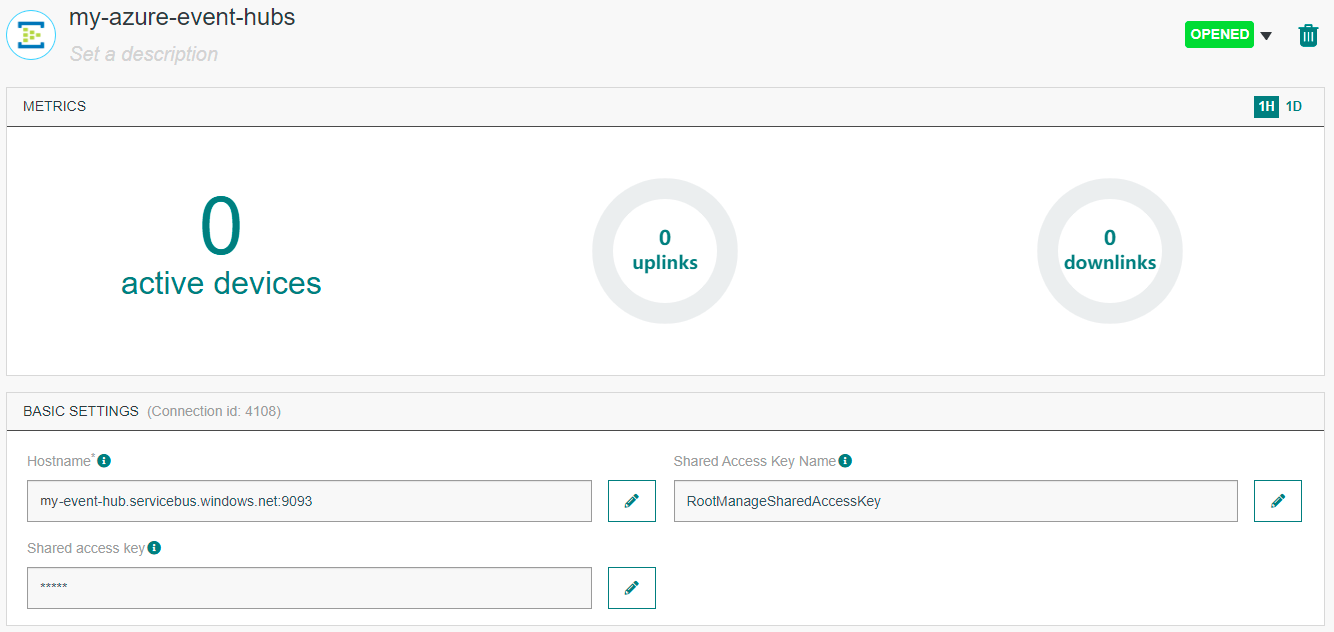 my-azure-event-hubs
Set a description
OPENED
METRICS
1H 1D
0
active devices
0
uplinks
0
downlinks
BASIC SETTINGS (Connection id: 4108)
Hostname*
Shared Access Key Name
my-event-hub.servicebus.windows.net:9093
RootManageSharedAccessKey
Shared access key
*****